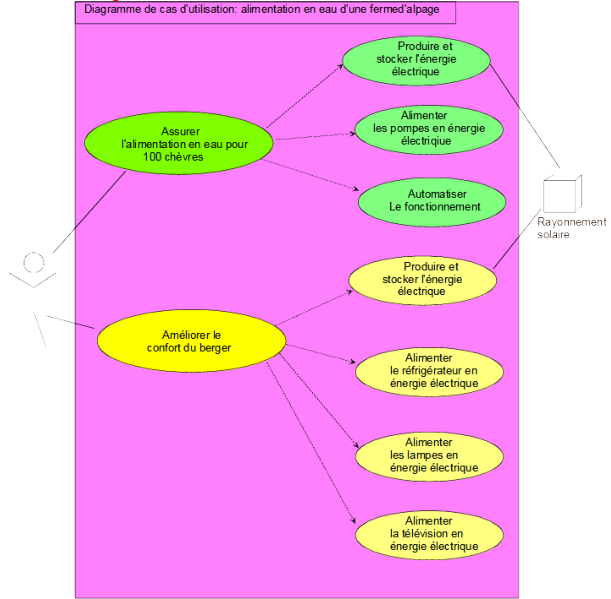 Diagramme de cas d'utilisation: alimentation en eau d'une fermed'alpage
Produire et
stocker l'énergie
électrique
Assurer
l'alimentation en eau pour
100 chèvres
Alimenter
les pompes en énergie
électriqiue
Automatiser
Le fonctionnement
Rayonnement
solaire
Produire et
stocker l'énergie
électrique
Améliorer le
confort du berger
Alimenter
le réfrigérateur en
énergie électrique
Alimenter
les lampes en
énergie électrique
Alimenter
la télévision en
énergie électrique